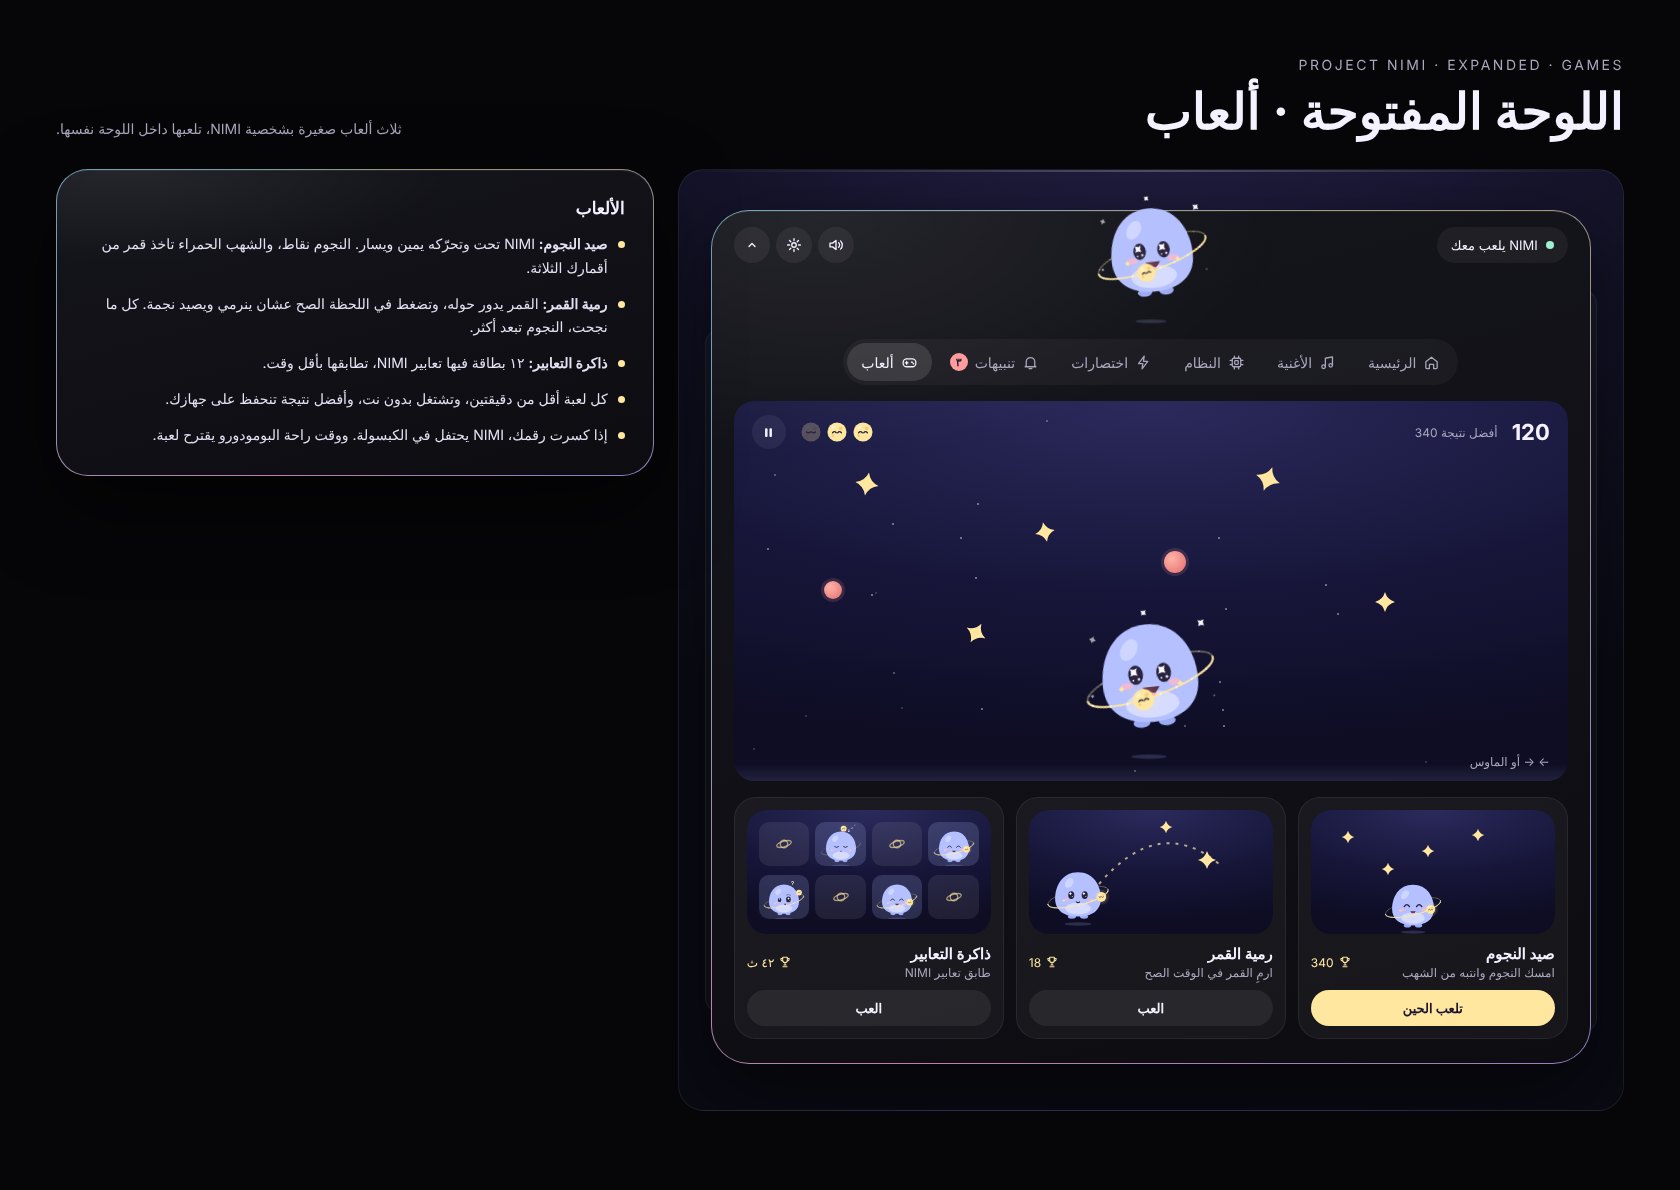 PROJECT NIMI · EXPANDED · GAMES
اللوحة المفتوحة · ألعاب
ثلاث ألعاب صغيرة بشخصية NIMI، تلعبها داخل اللوحة نفسها.
NIMI يلعب معك
الرئيسية
الأغنية
النظام
اختصارات
تنبيهات ٣
ألعاب
120 أفضل نتيجة 340
← → أو الماوس
صيد النجوم
امسك النجوم وانتبه من الشهب
340
تلعب الحين
رمية القمر
ارمِ القمر في الوقت الصح
18
العب
ذاكرة التعابير
طابق تعابير NIMI
٤٢ ث
العب
الألعاب
صيد النجوم: NIMI تحت وتحرّكه يمين ويسار. النجوم نقاط، والشهب الحمراء تاخذ قمر من
أقمارك الثلاثة.
رمية القمر: القمر يدور حوله، وتضغط في اللحظة الصح عشان ينرمي ويصيد نجمة. كل ما
نجحت، النجوم تبعد أكثر.
ذاكرة التعابير: ١٢ بطاقة فيها تعابير NIMI، تطابقها بأقل وقت.
كل لعبة أقل من دقيقتين، وتشتغل بدون نت، وأفضل نتيجة تنحفظ على جهازك.
إذا كسرت رقمك، NIMI يحتفل في الكبسولة. ووقت راحة البومودورو يقترح لعبة.